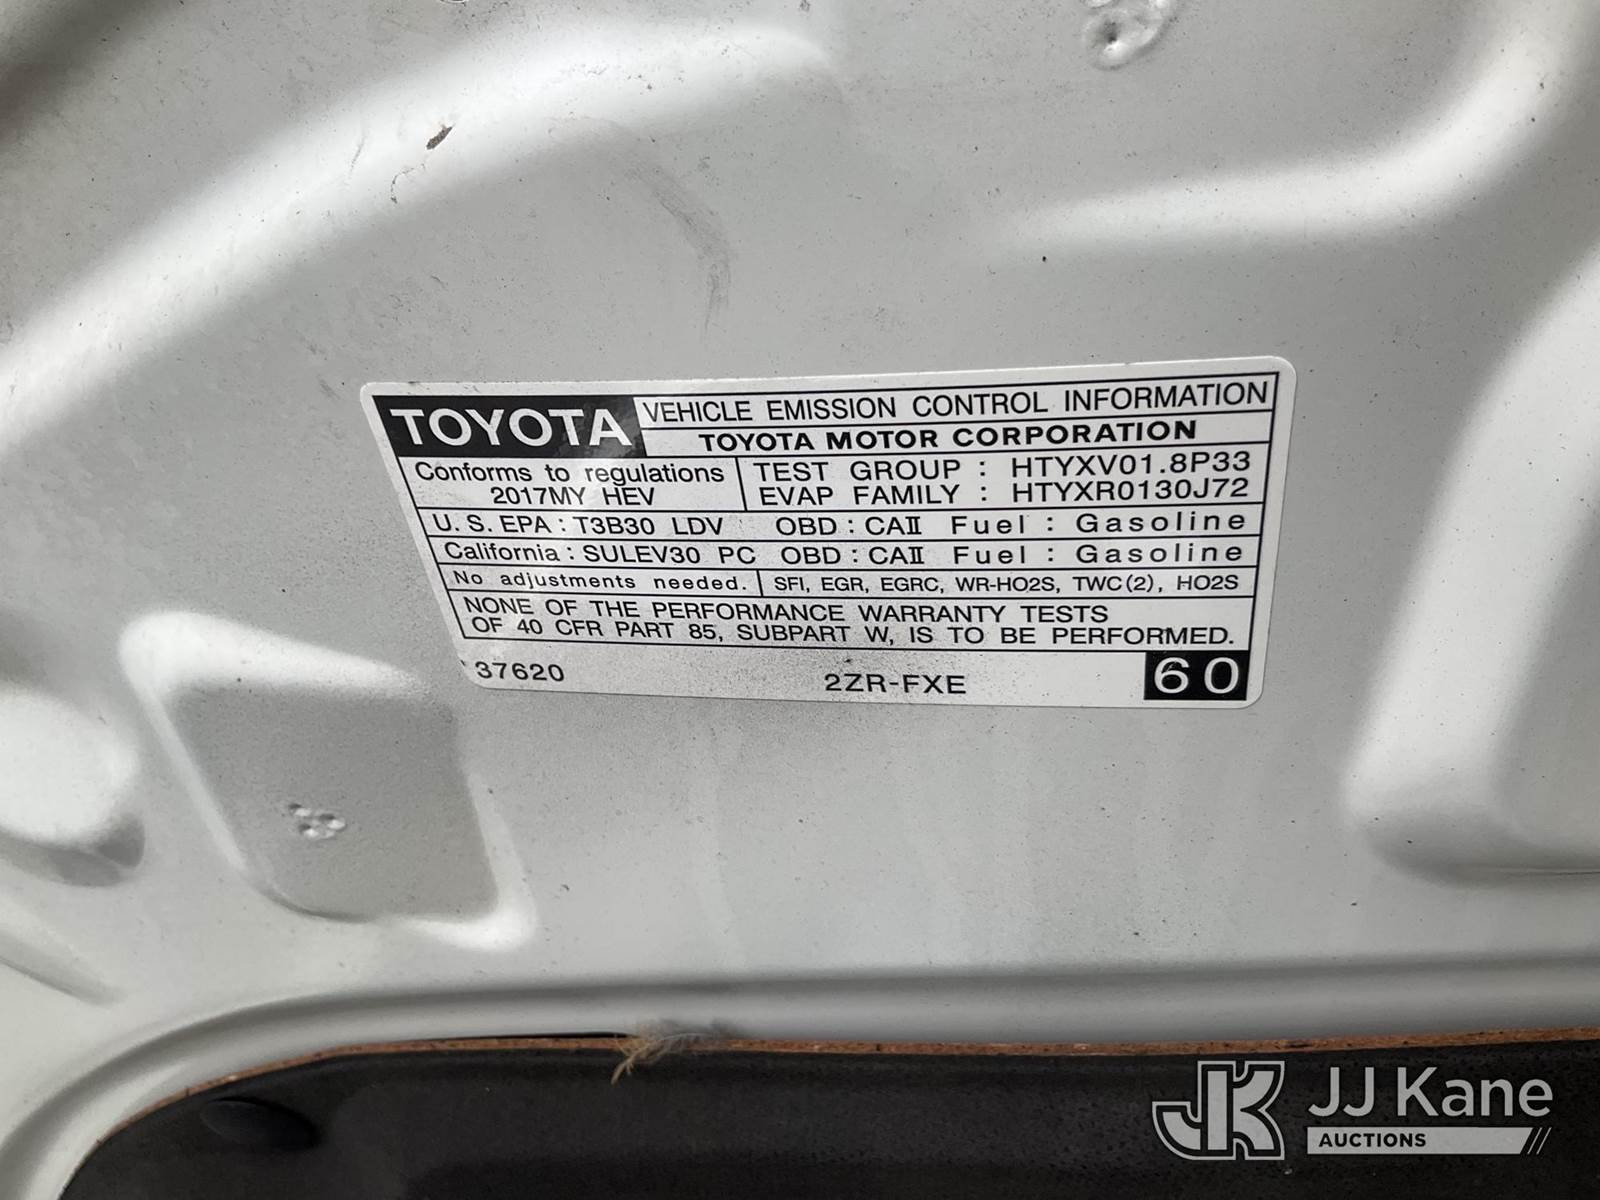 TOYOTA VEHICLE EMISSION CONTROL INFORMATION
TOYOTA MOTOR CORPORATION
Conforms to regulations
2017MY HEV
TEST GROUP : HTYXV01.8P33
EVAP FAMILY : HTYXR0130J72
U.S.EPA : T3B30 LDV OBD : CAⅡ Fuel : Gasoline
California : SULEV30 PC OBD : CAⅡ Fuel : Gasoline
No adjustments needed. SFI, EGR, EGRC, WR-HO2S, TWC(2), HO2S
NONE OF THE PERFORMANCE WARRANTY TESTS
OF 40 CFR PART 85, SUBPART W, IS TO BE PERFORMED.
37620 2ZR-FXE 60
JK JJ Kane
AUCTIONS